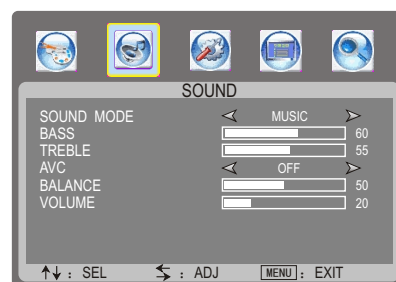 SOUND
SOUND MODE MUSIC
BASS 60
TREBLE 55
AVC OFF
BALANCE 50
VOLUME 20
↑↓ : SEL ⇆ : ADJ MENU : EXIT